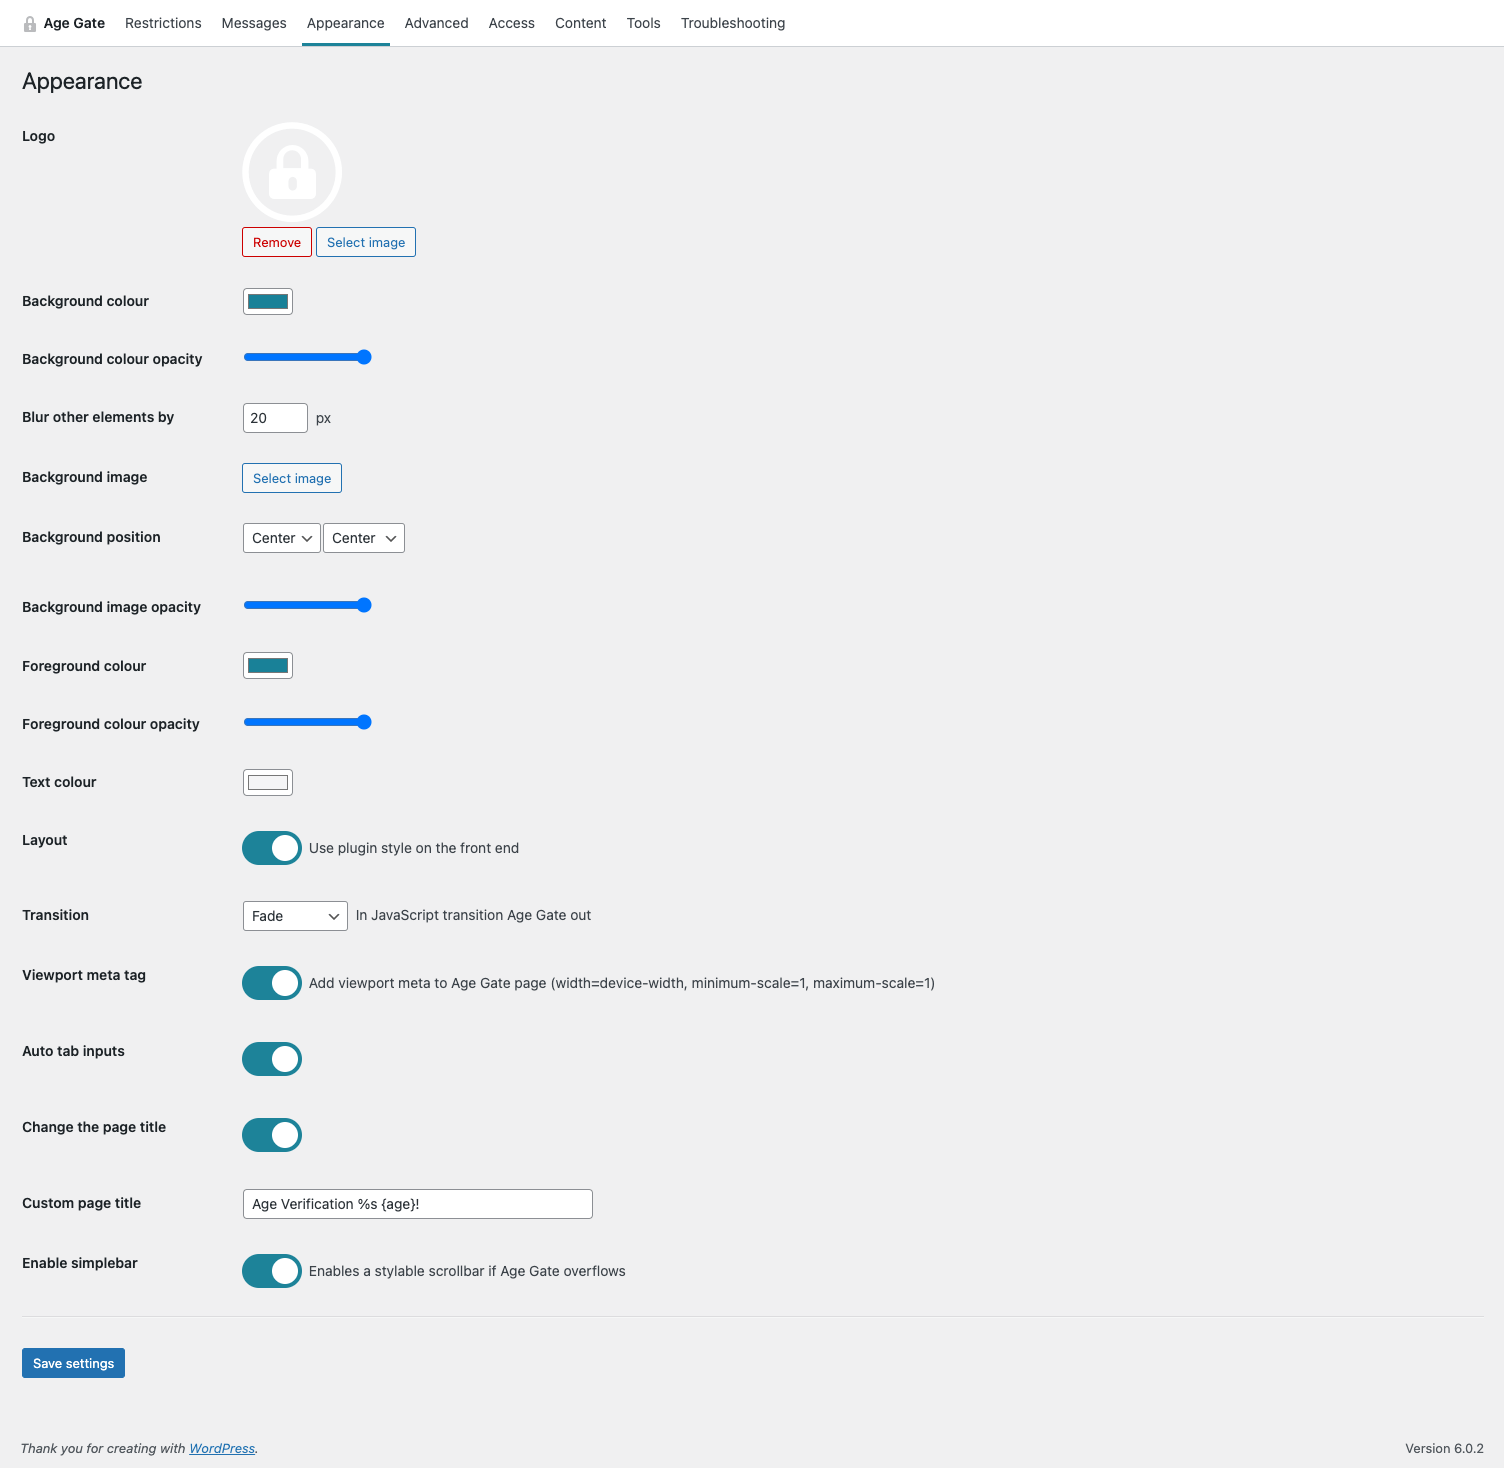 Age Gate Restrictions Messages Appearance Advanced Access Content Tools Troubleshooting
Appearance
Logo
Remove Select image
Background colour
Background colour opacity
Blur other elements by 20 px
Background image Select image
Background position Center Center
Background image opacity
Foreground colour
Foreground colour opacity
Text colour
Layout Use plugin style on the front end
Transition Fade In JavaScript transition Age Gate out
Viewport meta tag Add viewport meta to Age Gate page (width=device-width, minimum-scale=1, maximum-scale=1)
Auto tab inputs
Change the page title
Custom page title Age Verification %s {age}!
Enable simplebar Enables a stylable scrollbar if Age Gate overflows
Save settings
Thank you for creating with WordPress. Version 6.0.2